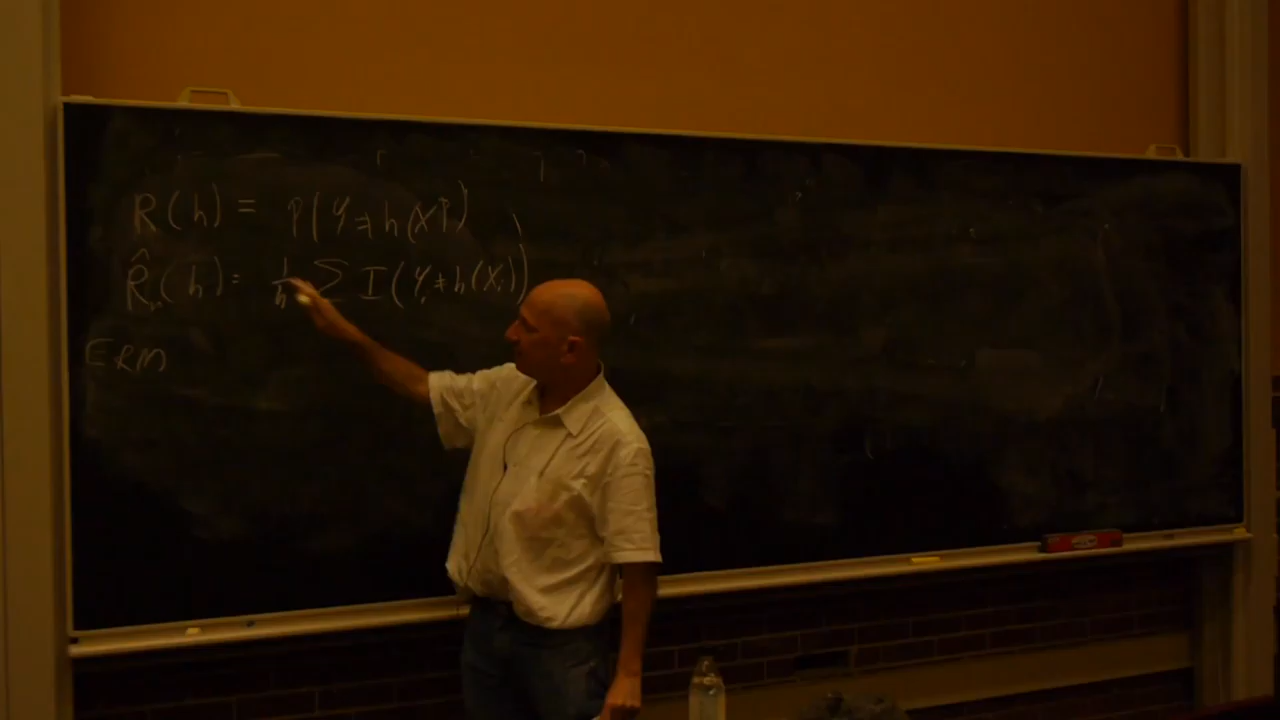 R(h) = P(Y ≠ h(X))
R̂ₙ(h) = 1/n Σ I(Yᵢ ≠ h(Xᵢ))
ERM